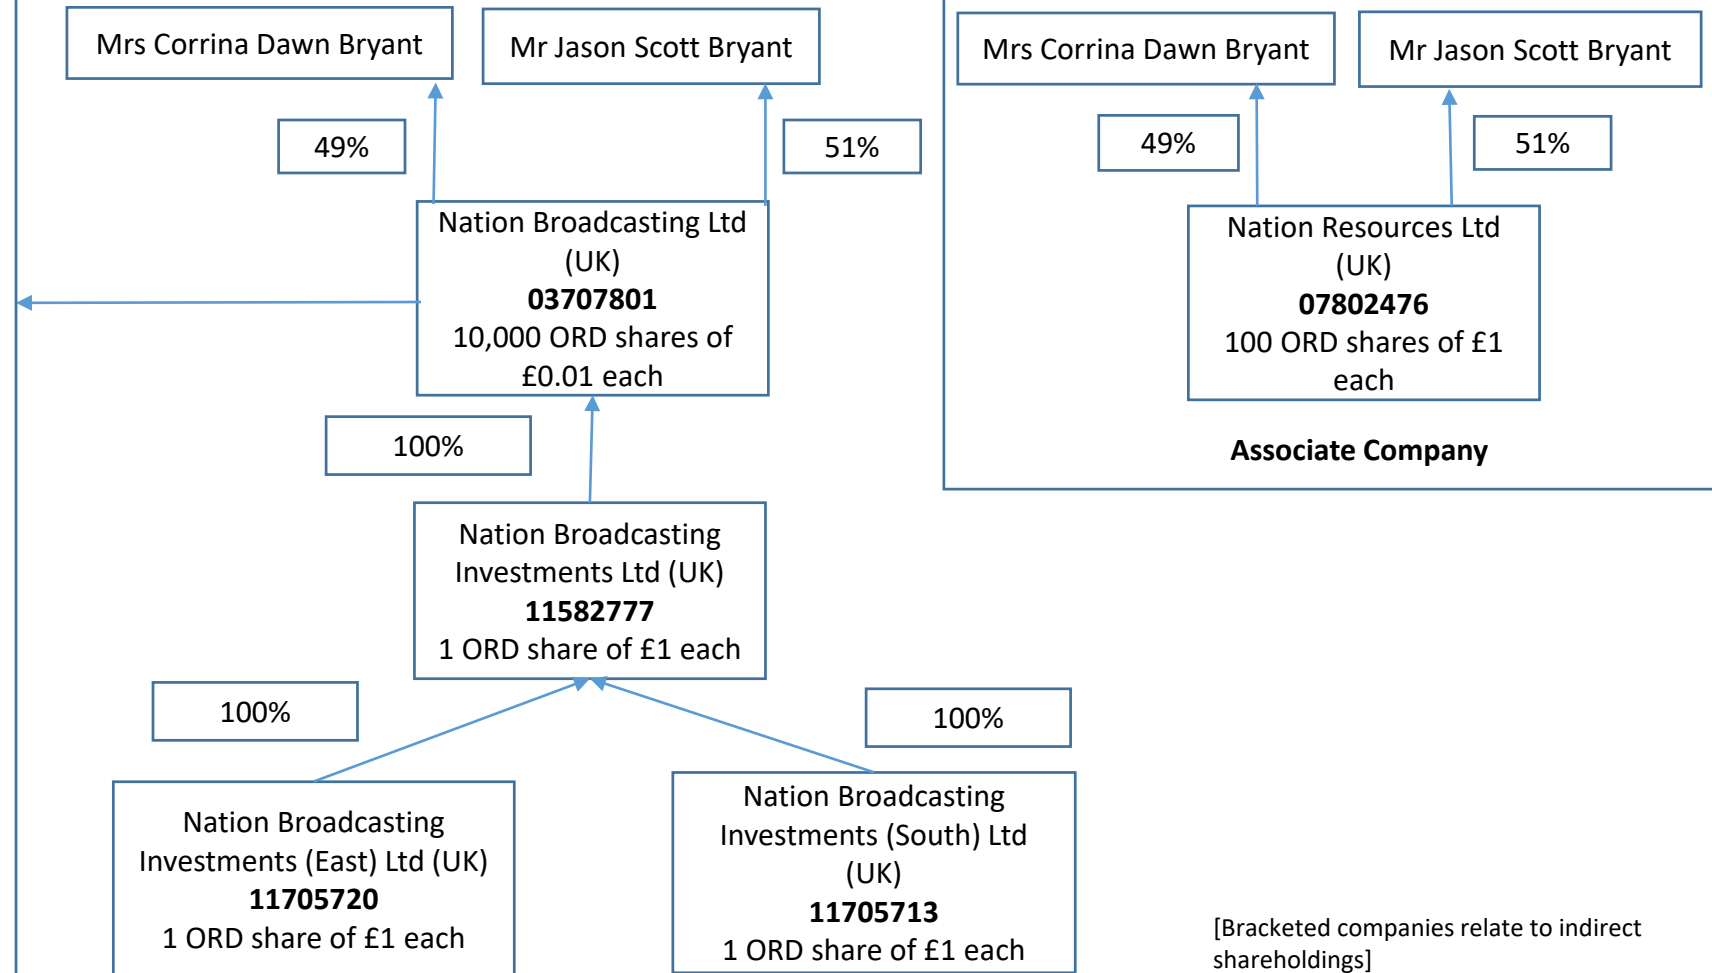 Mrs Corrina Dawn Bryant
Mr Jason Scott Bryant
49%
51%
Nation Broadcasting Ltd
(UK)
03707801
10,000 ORD shares of
£0.01 each
100%
Nation Broadcasting
Investments Ltd (UK)
11582777
1 ORD share of £1 each
100%
100%
Nation Broadcasting
Investments (East) Ltd (UK)
11705720
1 ORD share of £1 each
Nation Broadcasting
Investments (South) Ltd
(UK)
11705713
1 ORD share of £1 each
Mrs Corrina Dawn Bryant
Mr Jason Scott Bryant
49%
51%
Nation Resources Ltd
(UK)
07802476
100 ORD shares of £1
each
Associate Company
[Bracketed companies relate to indirect
shareholdings]